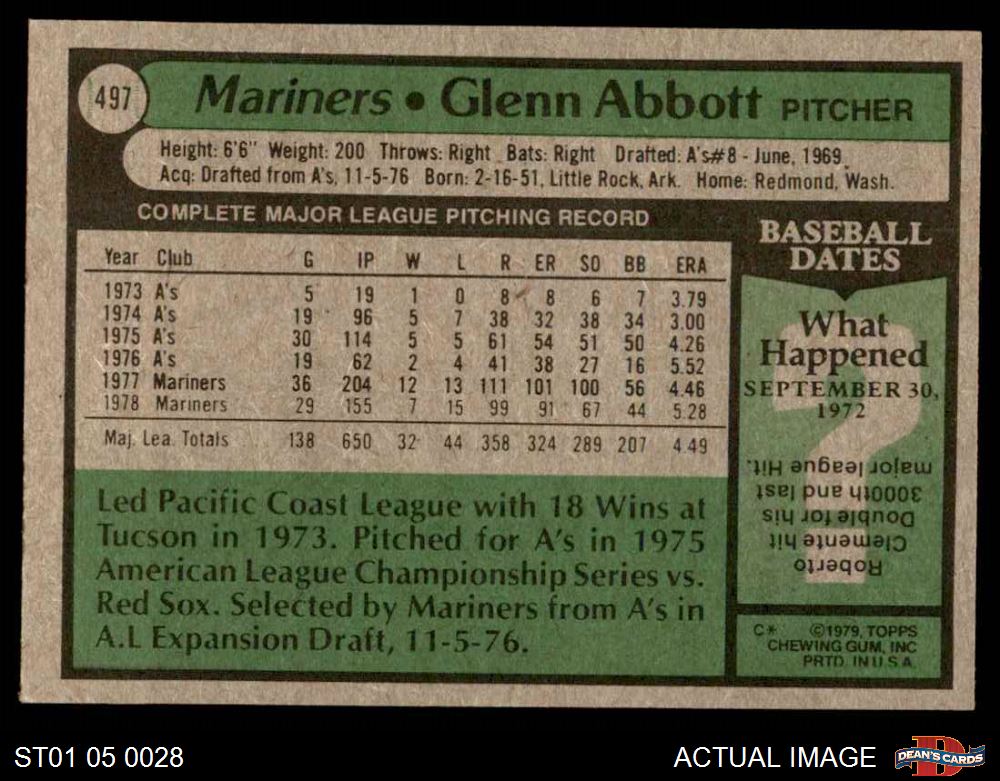 497
Mariners • Glenn Abbott PITCHER
Height: 6'6" Weight: 200 Throws: Right Bats: Right Drafted: A's#8 - June, 1969.
Acq: Drafted from A's, 11-5-76 Born: 2-16-51, Little Rock, Ark. Home: Redmond, Wash.
COMPLETE MAJOR LEAGUE PITCHING RECORD
Year Club G IP W L R ER SO BB ERA
1973 A's 5 19 1 0 8 8 6 7 3.79
1974 A's 19 96 5 7 38 32 38 34 3.00
1975 A's 30 114 5 5 61 54 51 50 4.26
1976 A's 19 62 2 4 41 38 27 16 5.52
1977 Mariners 36 204 12 13 111 101 100 56 4.46
1978 Mariners 29 155 7 15 99 91 67 44 5.28
Maj. Lea. Totals 138 650 32 44 358 324 289 207 4.49
Led Pacific Coast League with 18 Wins at
Tucson in 1973. Pitched for A's in 1975
American League Championship Series vs.
Red Sox. Selected by Mariners from A's in
A.L Expansion Draft, 11-5-76.
BASEBALL
DATES
What
Happened
SEPTEMBER 30,
1972
?
Roberto
Clemente hit
Double for his
3000th and last
major league Hit.
C* ©1979, TOPPS
CHEWING GUM, INC
PRTD. IN U.S.A.
ST01 05 0028
ACTUAL IMAGE
D
DEAN'S CARDS